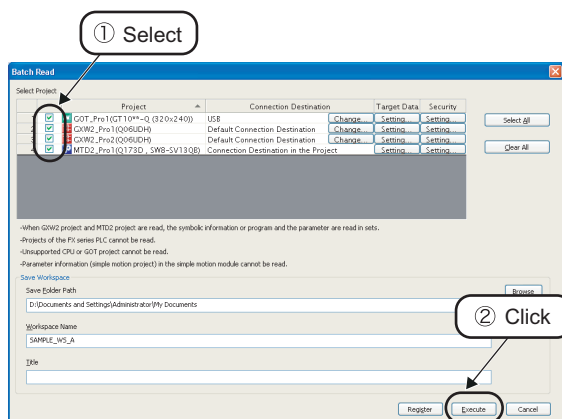 ① Select
Batch Read
Select Project
Project Connection Destination Target Data Security
1 GOT_Pro1(GT10**-Q (320x240)) USB Change... Setting... Setting...
GXW2_Pro1(Q06UDH) Default Connection Destination Change... Setting... Setting...
GXW2_Pro2(Q06UDH) Default Connection Destination Change... Setting... Setting...
MTD2_Pro1(Q173D , SW8-SV13QB) Connection Destination in the Project Setting... Setting...
Select All
Clear All
-When GXW2 project and MTD2 project are read, the symbolic information or program and the parameter are read in sets.
-Projects of the FX series PLC cannot be read.
-Unsupported CPU or GOT project cannot be read.
-Parameter information (simple motion project) in the simple motion module cannot be read.
Save Workspace
Save Folder Path
D:\Documents and Settings\Administrator\My Documents
Browse
② Click
Workspace Name
SAMPLE_WS_A
Title
Register Execute Cancel